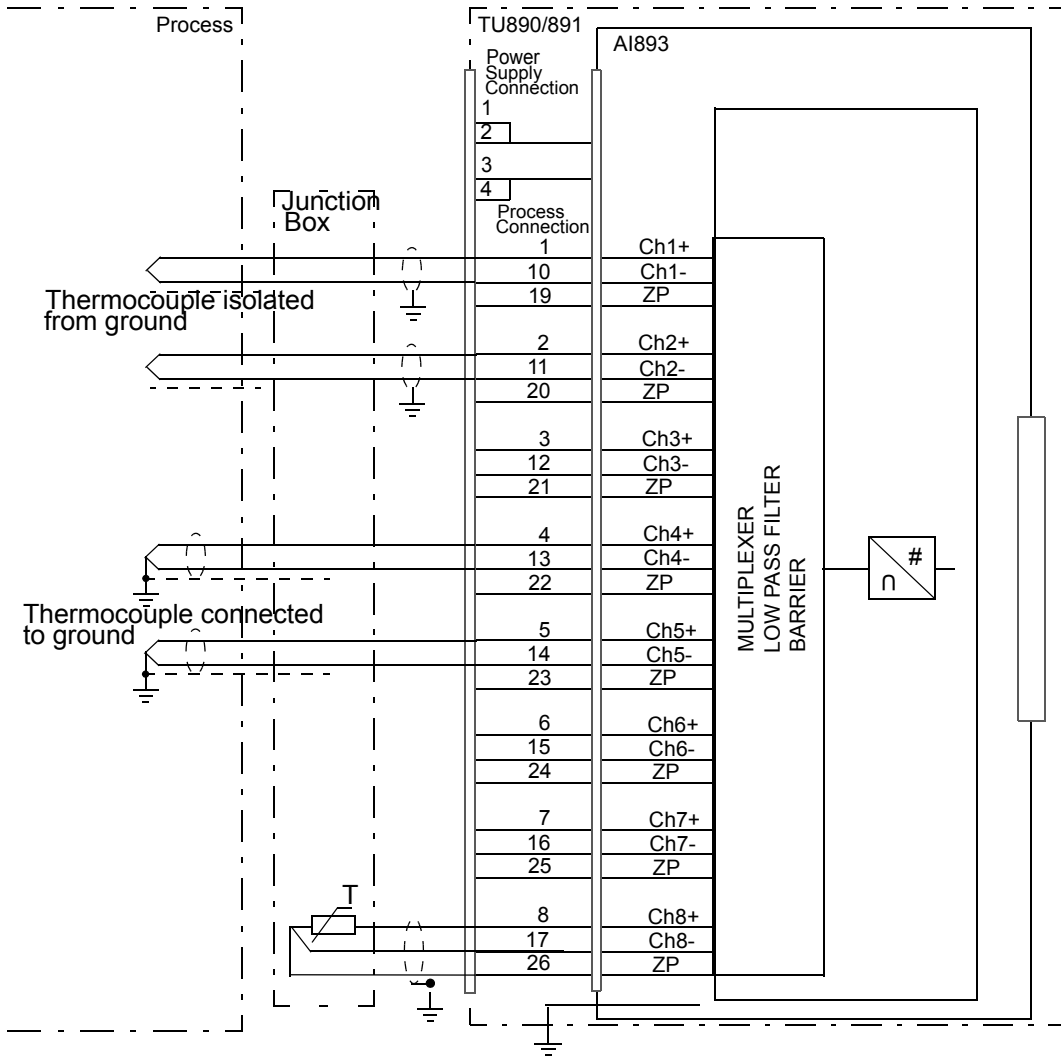 Process
TU890/891
AI893
Power
Supply
Connection
1
2
3
4
Junction
Box
Process
Connection
1 Ch1+
10 Ch1-
19 ZP
Thermocouple isolated
from ground
2 Ch2+
11 Ch2-
20 ZP
3 Ch3+
12 Ch3-
21 ZP
4 Ch4+
13 Ch4-
22 ZP
Thermocouple connected
to ground
5 Ch5+
14 Ch5-
23 ZP
6 Ch6+
15 Ch6-
24 ZP
7 Ch7+
16 Ch7-
25 ZP
T
8 Ch8+
17 Ch8-
26 ZP
MULTIPLEXER
LOW PASS FILTER
BARRIER
#
∩